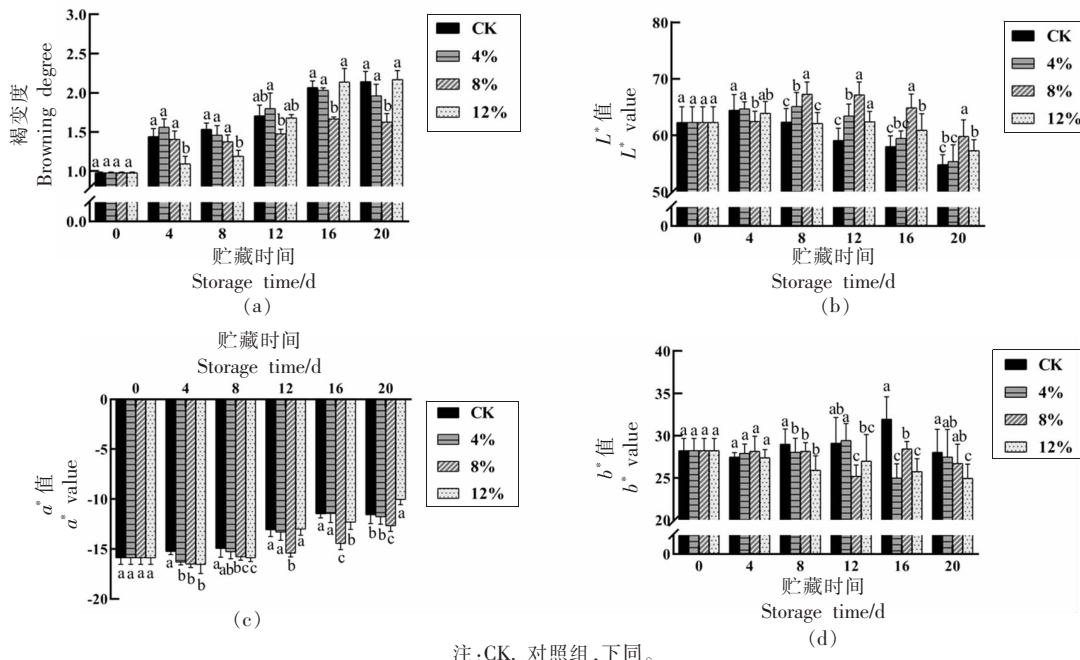 褐变度
Browning degree
3.0
2.5
2.0
1.5
1.0
0.0
a a a a
a a a b
a a a b
ab a b ab
a a b a
a a b a
0 4 8 12 16 20
贮藏时间
Storage time/d
(a)
CK
4%
8%
12%
L*值
L* value
80
70
60
50
0
a a a a
a a b ab
c b a c
c b a a
c bc a b
c bc a b
0 4 8 12 16 20
贮藏时间
Storage time/d
(b)
CK
4%
8%
12%
贮藏时间
Storage time/d
0 4 8 12 16 20
a*值
a* value
0
-5
-10
-15
-20
a a a a
a b b b
a ab bc c
a a b a
a a c b
b b c a
(c)
CK
4%
8%
12%
b*值
b* value
40
35
30
25
20
0
a a a a
a a a a
a b b b
ab a c bc
a c b c
a ab ab c
0 4 8 12 16 20
贮藏时间
Storage time/d
(d)
CK
4%
8%
12%
注:CK. 对照组,下同。